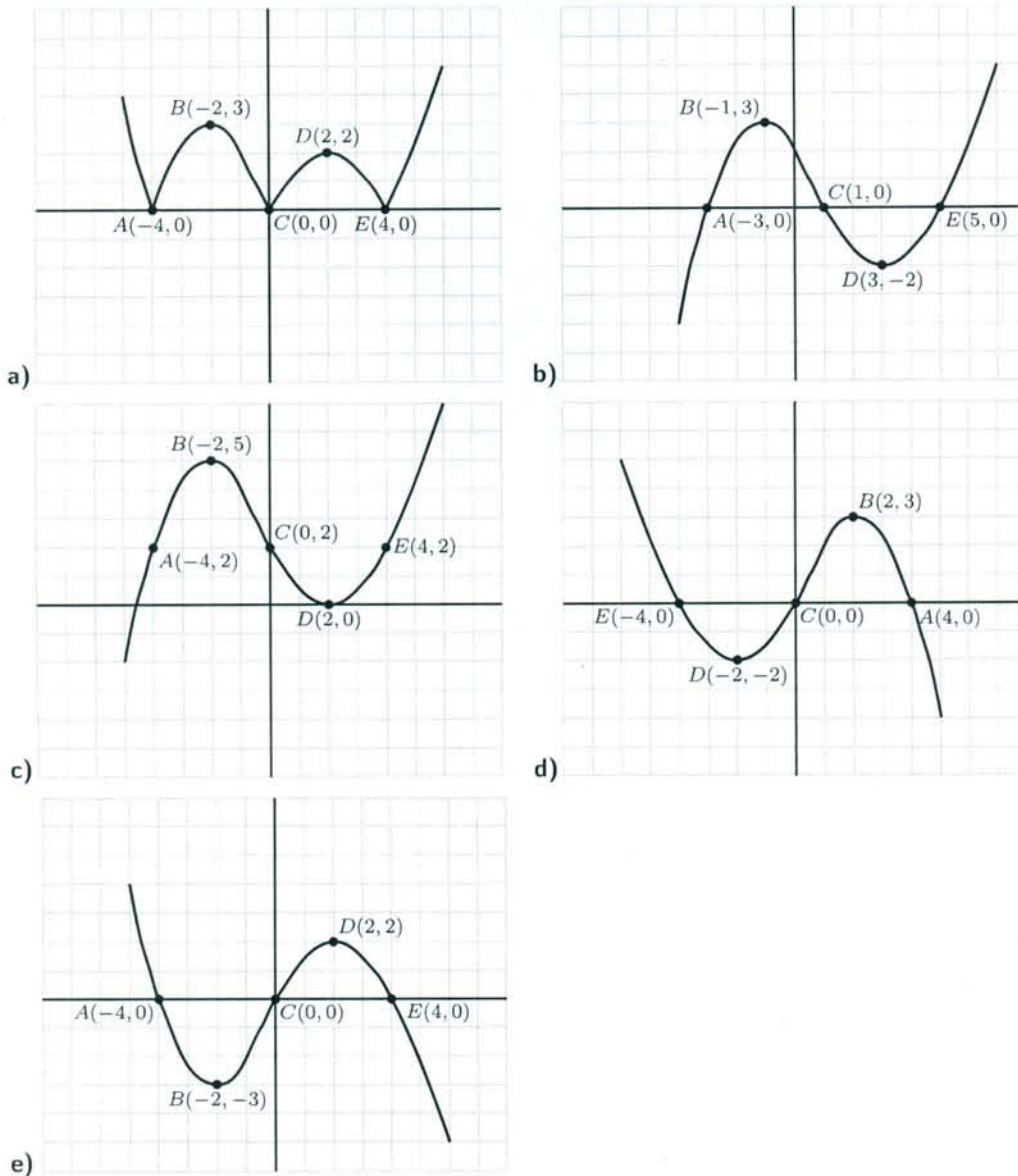 B(−2, 3)
D(2, 2)
A(−4, 0)
C(0, 0)
E(4, 0)
a)
B(−1, 3)
C(1, 0)
A(−3, 0)
E(5, 0)
D(3, −2)
b)
B(−2, 5)
C(0, 2)
A(−4, 2)
E(4, 2)
D(2, 0)
c)
B(2, 3)
E(−4, 0)
C(0, 0)
A(4, 0)
D(−2, −2)
d)
D(2, 2)
A(−4, 0)
C(0, 0)
E(4, 0)
B(−2, −3)
e)